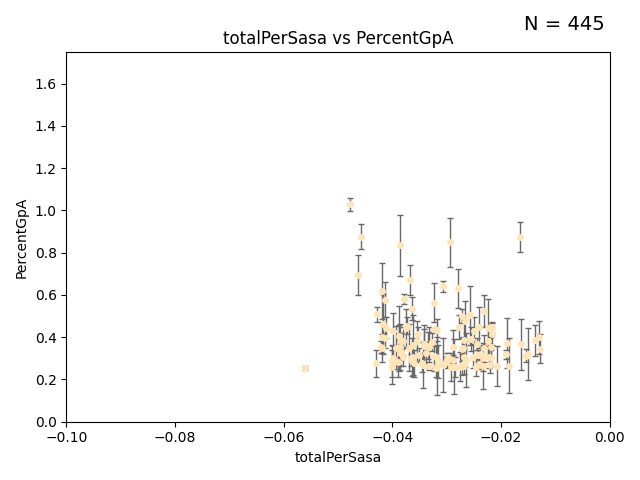 N = 445
totalPerSasa vs PercentGpA
PercentGpA
1.6
1.4
1.2
1.0
0.8
0.6
0.4
0.2
0.0
−0.10 −0.08 −0.06 −0.04 −0.02 0.00
totalPerSasa